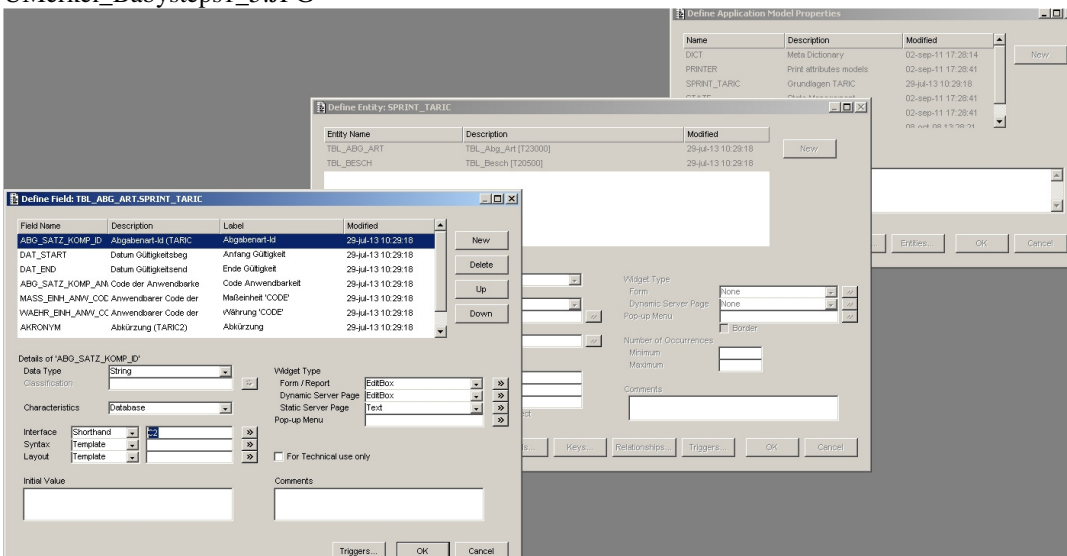 UMerkel_Babysteps1_3.JPG
Define Application Model Properties
Name Description Modified
DICT Meta Dictionary 02-sep-11 17:28:14 New
PRINTER Print attributes models 02-sep-11 17:28:41
SPRINT_TARIC Grundlagen TARIC 29-jul-13 10:29:18
02-sep-11 17:28:41
02-sep-11 17:28:41
Entities... OK Cancel
Define Entity: SPRINT_TARIC
Entity Name Description Modified
TBL_ABG_ART TBL_Abg_Art [T23000] 29-jul-13 10:29:18 New
TBL_BESCH TBL_Besch [T20500] 29-jul-13 10:29:18
Widget Type
Form None
Dynamic Server Page None
Pop-up Menu
Border
Number of Occurrences
Minimum
Maximum
Comments
Keys... Relationships... Triggers... OK Cancel
Define Field: TBL_ABG_ART.SPRINT_TARIC
Field Name Description Label Modified
ABG_SATZ_KOMP_ID Abgabenart-Id (TARIC Abgabenart-Id 29-jul-13 10:29:18 New
DAT_START Datum Gültigkeitsbeg Anfang Gültigkeit 29-jul-13 10:29:18
DAT_END Datum Gültigkeitsend Ende Gültigkeit 29-jul-13 10:29:18 Delete
ABG_SATZ_KOMP_AN Code der Anwendbarke Code Anwendbarkeit 29-jul-13 10:29:18 Up
MASS_EINH_ANW_COD Anwendbarer Code der Maßeinheit 'CODE' 29-jul-13 10:29:18
WAEHR_EINH_ANW_CC Anwendbarer Code der Währung 'CODE' 29-jul-13 10:29:18 Down
AKRONYM Abkürzung (TARIC2) Abkürzung 29-jul-13 10:29:18
Details of 'ABG_SATZ_KOMP_ID'
Data Type String
Classification
Characteristics Database
Interface Shorthand C2
Syntax Template
Layout Template
Widget Type
Form / Report EditBox
Dynamic Server Page EditBox
Static Server Page Text
Pop-up Menu
For Technical use only
Initial Value
Comments
Triggers... OK Cancel